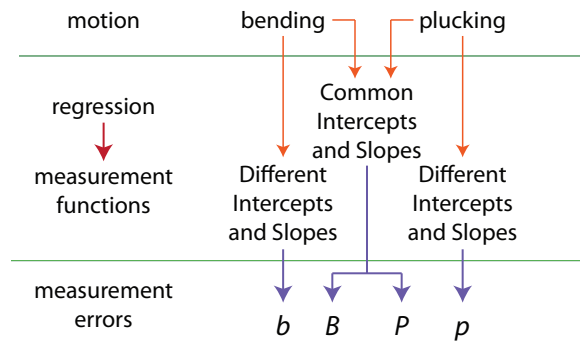 motion
bending
plucking
regression
measurement
functions
Common
Intercepts
and Slopes
Different
Intercepts
and Slopes
Different
Intercepts
and Slopes
measurement
errors
b
B
P
p